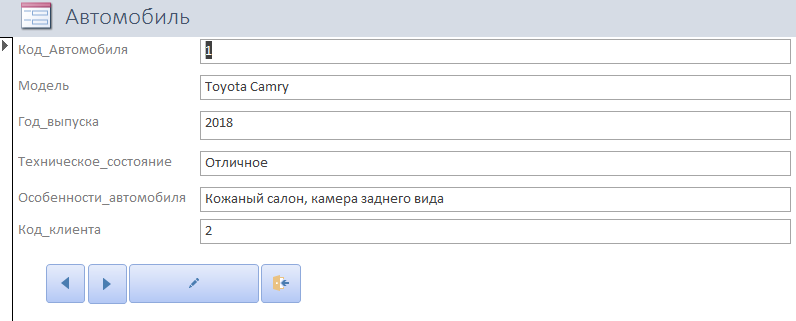 Автомобиль
Код_Автомобиля 1
Модель Toyota Camry
Год_выпуска 2018
Техническое_состояние Отличное
Особенности_автомобиля Кожаный салон, камера заднего вида
Код_клиента 2